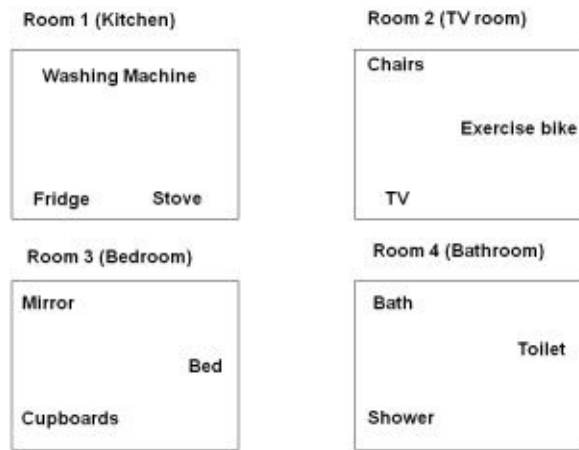 Room 1 (Kitchen)
Washing Machine
Fridge Stove
Room 2 (TV room)
Chairs
Exercise bike
TV
Room 3 (Bedroom)
Mirror
Bed
Cupboards
Room 4 (Bathroom)
Bath
Toilet
Shower